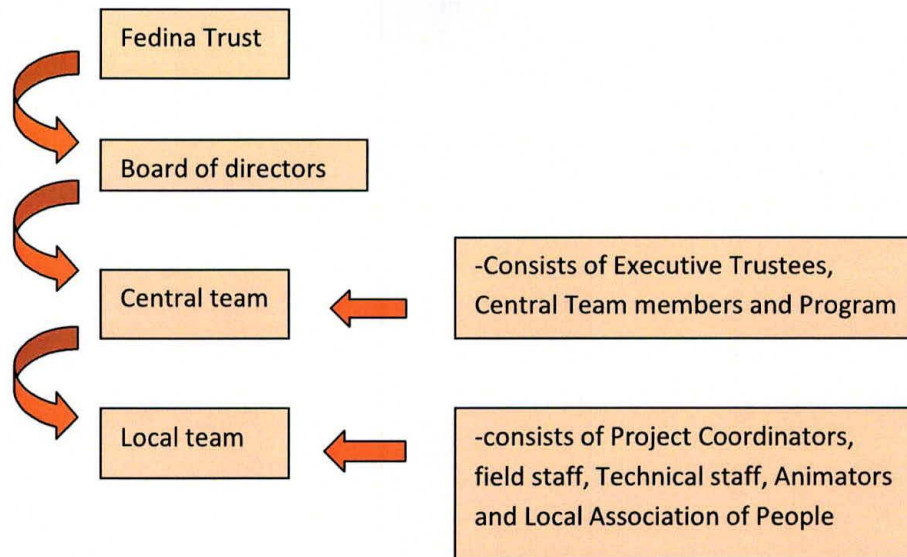 Fedina Trust
Board of directors
Central team
-Consists of Executive Trustees,
Central Team members and Program
Local team
-consists of Project Coordinators,
field staff, Technical staff, Animators
and Local Association of People